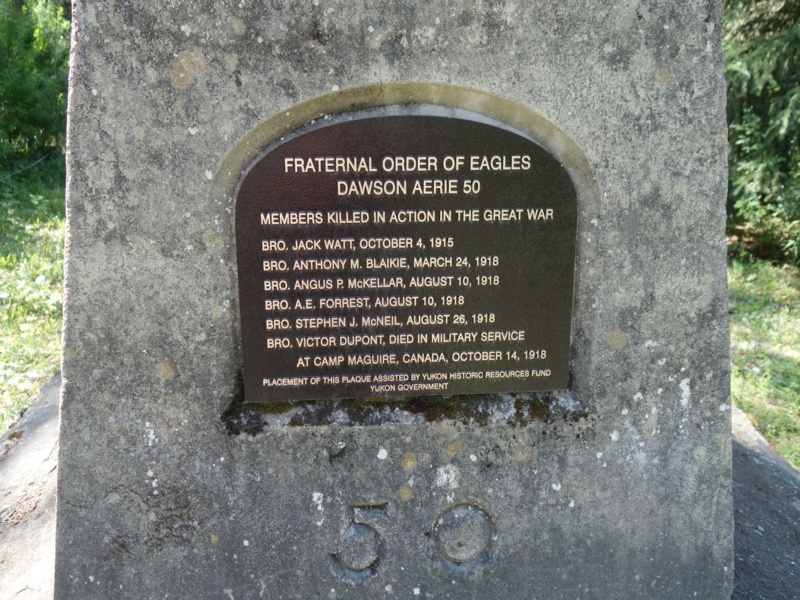 FRATERNAL ORDER OF EAGLES
DAWSON AERIE 50
MEMBERS KILLED IN ACTION IN THE GREAT WAR
BRO. JACK WATT, OCTOBER 4, 1915
BRO. ANTHONY M. BLAIKIE, MARCH 24, 1918
BRO. ANGUS P. McKELLAR, AUGUST 10, 1918
BRO. A.E. FORREST, AUGUST 10, 1918
BRO. STEPHEN J. McNEIL, AUGUST 26, 1918
BRO. VICTOR DUPONT, DIED IN MILITARY SERVICE
AT CAMP MAGUIRE, CANADA, OCTOBER 14, 1918
PLACEMENT OF THIS PLAQUE ASSISTED BY YUKON HISTORIC RESOURCES FUND
YUKON GOVERNMENT
50